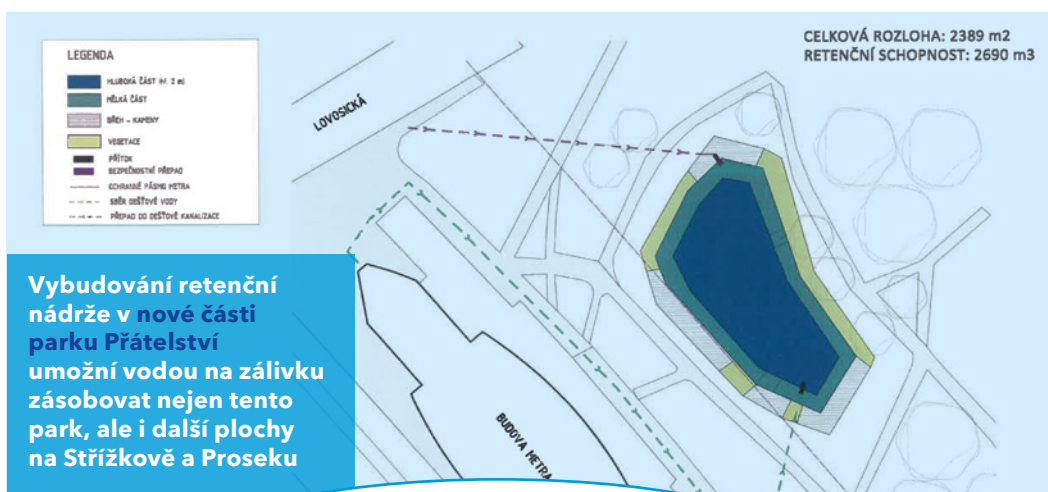 CELKOVÁ ROZLOHA: 2389 m2
RETENČNÍ SCHOPNOST: 2690 m3
LEGENDA
HLUBOKÁ ČÁST (hl. 2 m)
MĚLKÁ ČÁST
BŘEH - KAMENY
VEGETACE
PŘÍTOK
BEZPEČNOSTNÍ PŘEPAD
OCHRANNÉ PÁSMO METRA
SBĚR DEŠŤOVÉ VODY
PŘEPAD DO DEŠŤOVÉ KANALIZACE
LOVOSICKÁ
Vybudování retenční
nádrže v nové části
parku Přátelství
umožní vodou na zálivku
zásobovat nejen tento
park, ale i další plochy
na Střížkově a Proseku
BUDOVA METRA